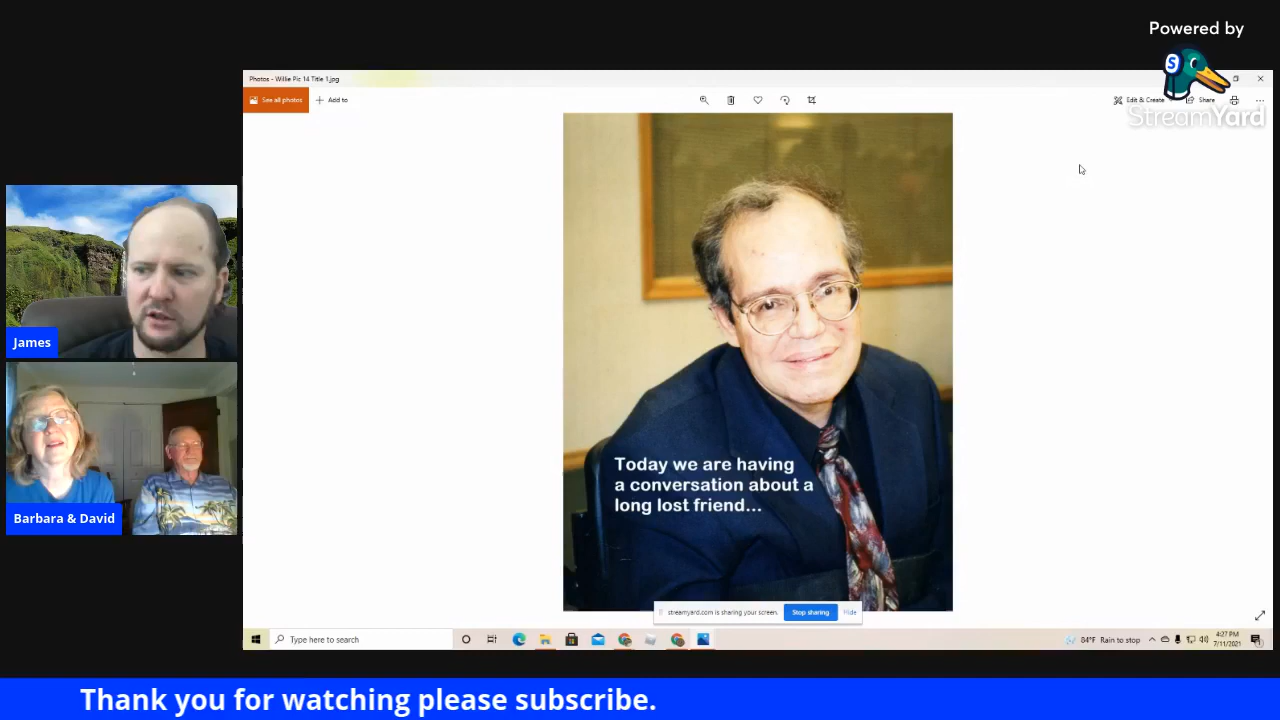 Powered by
StreamYard
Photos - Willie Pic 14 Title 1.jpg
See all photos
Add to
Edit & Create
Share
James
Barbara & David
Today we are having
a conversation about a
long lost friend...
streamyard.com is sharing your screen.
Stop sharing
Hide
Type here to search
84°F Rain to stop
4:27 PM
7/11/2021
Thank you for watching please subscribe.